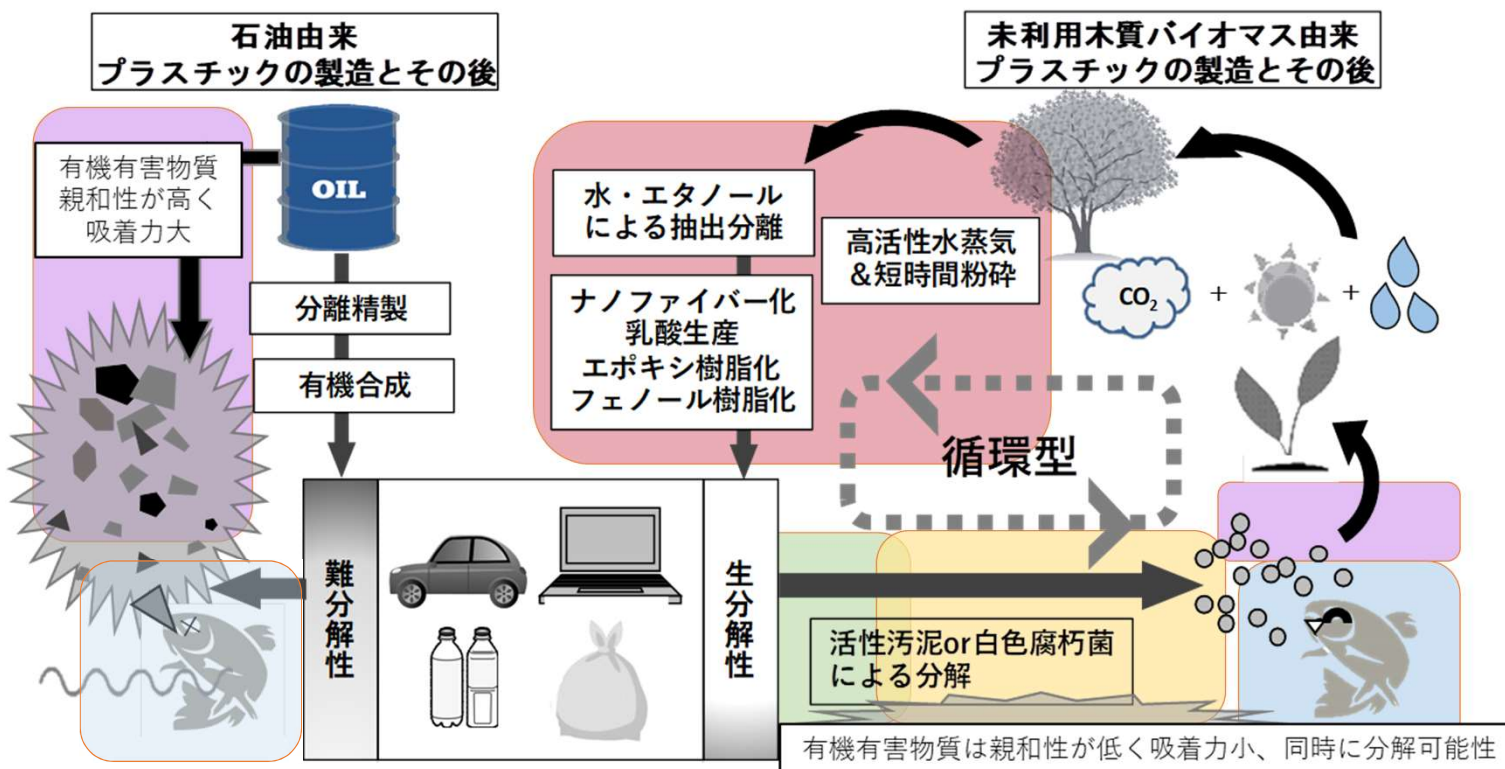 石油由来
プラスチックの製造とその後
有機有害物質
親和性が高く
吸着力大
OIL
分離精製
有機合成
難分解性
未利用木質バイオマス由来
プラスチックの製造とその後
水・エタノール
による抽出分離
高活性水蒸気
&短時間粉砕
ナノファイバー化
乳酸生産
エポキシ樹脂化
フェノール樹脂化
CO₂
+
+
循環型
生分解性
活性汚泥or白色腐朽菌
による分解
有機有害物質は親和性が低く吸着力小、同時に分解可能性